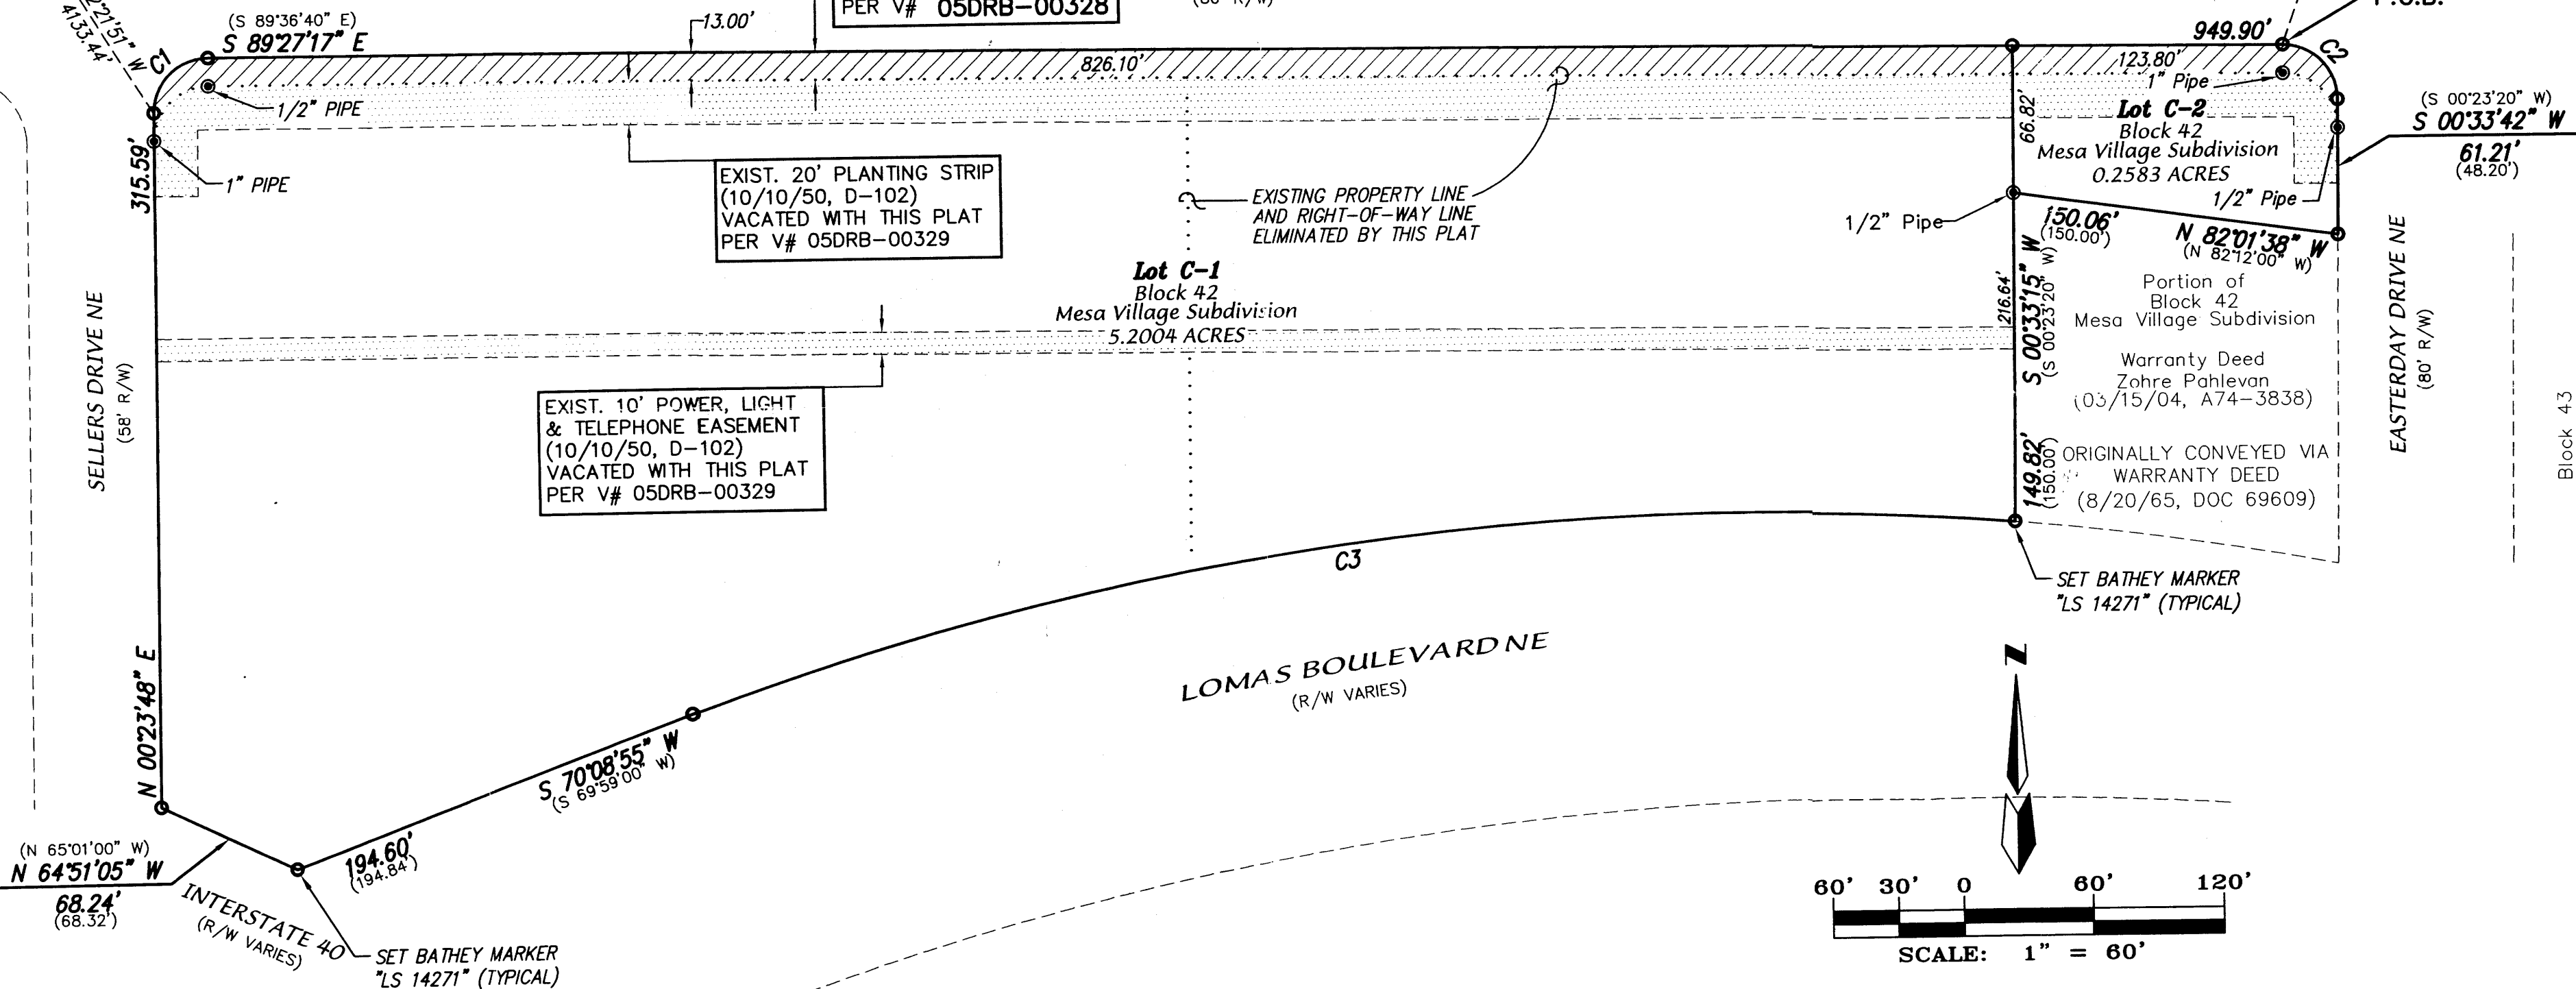 PER V# 05DRB-00328
2°21'51" W
4133.44'
C1
(S 89°36'40" E)
S 89°27'17" E
13.00'
826.10'
949.90'
123.80'
C2
1/2" PIPE
1" PIPE
315.59'
1" Pipe
66.82'
Lot C-2
Block 42
Mesa Village Subdivision
0.2583 ACRES
1/2" Pipe
(S 00°23'20" W)
S 00°33'42" W
61.21'
(48.20')
EXIST. 20' PLANTING STRIP
(10/10/50, D-102)
VACATED WITH THIS PLAT
PER V# 05DRB-00329
EXISTING PROPERTY LINE
AND RIGHT-OF-WAY LINE
ELIMINATED BY THIS PLAT
1/2" Pipe
150.06'
(150.00')
N 82°01'38" W
(N 82°12'00" W)
Lot C-1
Block 42
Mesa Village Subdivision
5.2004 ACRES
216.64'
S 00°33'15" W
(S 00°23'20" W)
149.82'
(150.00')
Portion of
Block 42
Mesa Village Subdivision
Warranty Deed
Zohre Pahlevan
(03/15/04, A74-3838)
ORIGINALLY CONVEYED VIA
WARRANTY DEED
(8/20/65, DOC 69609)
SELLERS DRIVE NE
(58' R/W)
EASTERDAY DRIVE NE
(80' R/W)
Block 43
EXIST. 10' POWER, LIGHT
& TELEPHONE EASEMENT
(10/10/50, D-102)
VACATED WITH THIS PLAT
PER V# 05DRB-00329
C3
SET BATHEY MARKER
"LS 14271" (TYPICAL)
LOMAS BOULEVARD NE
(R/W VARIES)
N 00°23'48" E
S 70°08'55" W
(S 69°59'00" W)
194.60'
(194.84')
(N 65°01'00" W)
N 64°51'05" W
68.24'
(68.32')
INTERSTATE 40
(R/W VARIES)
SET BATHEY MARKER
"LS 14271" (TYPICAL)
N
60' 30' 0 60' 120'
SCALE: 1" = 60'